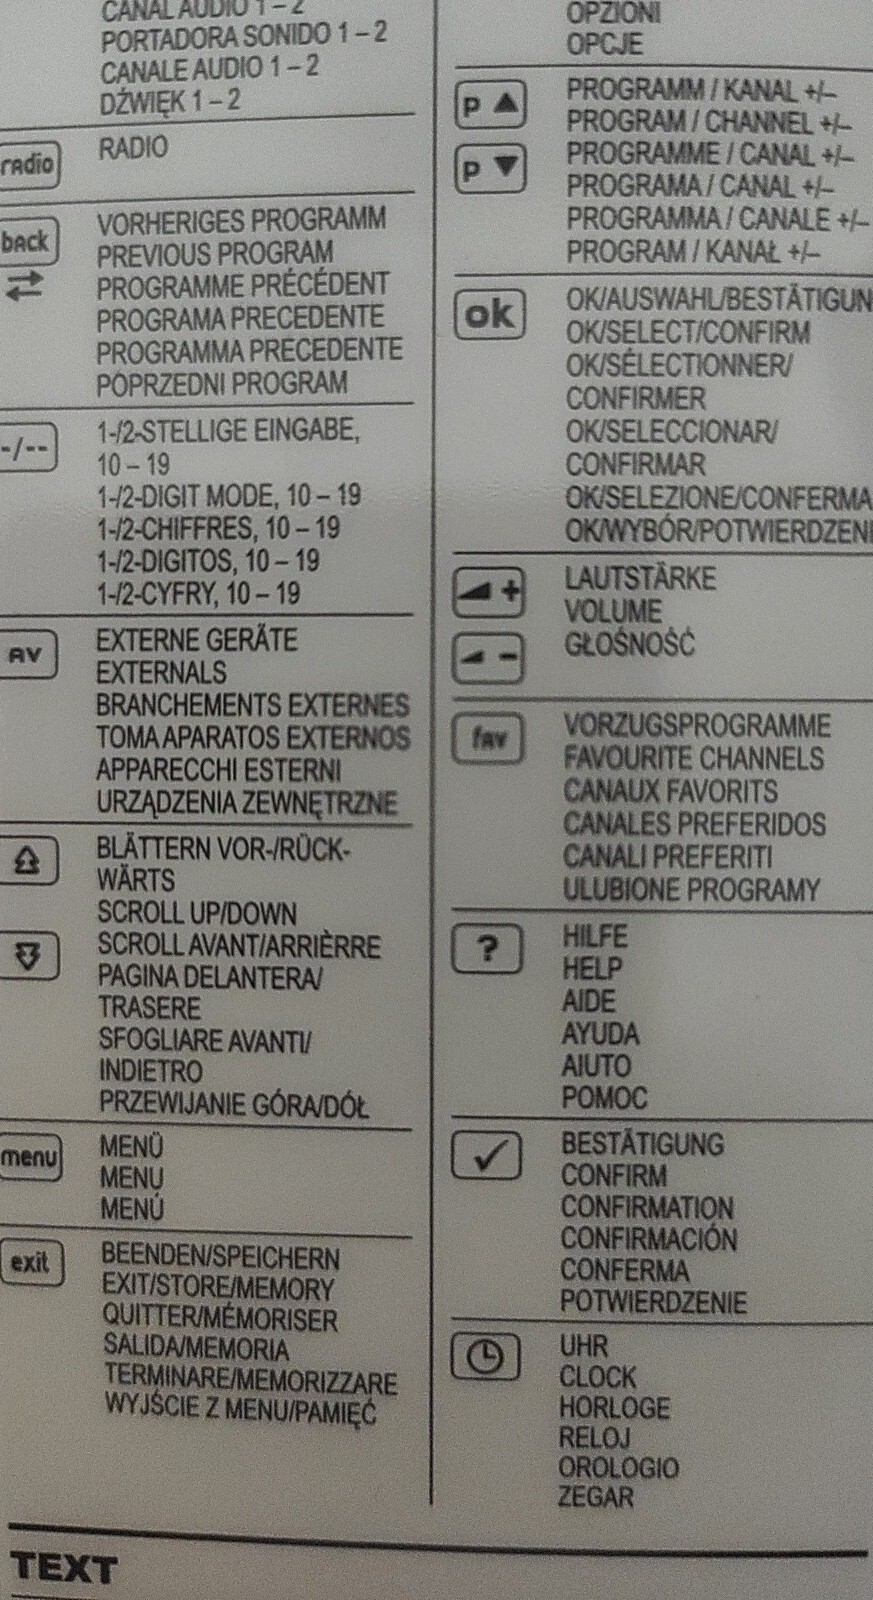 CANAL AUDIO 1 – 2
PORTADORA SONIDO 1 – 2
CANALE AUDIO 1 – 2
DŹWIĘK 1 – 2
radio
RADIO
back
VORHERIGES PROGRAMM
PREVIOUS PROGRAM
PROGRAMME PRÉCÉDENT
PROGRAMA PRECEDENTE
PROGRAMMA PRECEDENTE
POPRZEDNI PROGRAM
-/--
1-/2-STELLIGE EINGABE,
10 – 19
1-/2-DIGIT MODE, 10 – 19
1-/2-CHIFFRES, 10 – 19
1-/2-DIGITOS, 10 – 19
1-/2-CYFRY, 10 – 19
AV
EXTERNE GERÄTE
EXTERNALS
BRANCHEMENTS EXTERNES
TOMA APARATOS EXTERNOS
APPARECCHI ESTERNI
URZĄDZENIA ZEWNĘTRZNE
BLÄTTERN VOR-/RÜCK-
WÄRTS
SCROLL UP/DOWN
SCROLL AVANT/ARRIÈRRE
PAGINA DELANTERA/
TRASERE
SFOGLIARE AVANTI/
INDIETRO
PRZEWIJANIE GÓRA/DÓŁ
menu
MENÜ
MENU
MENÚ
exit
BEENDEN/SPEICHERN
EXIT/STORE/MEMORY
QUITTER/MÉMORISER
SALIDA/MEMORIA
TERMINARE/MEMORIZZARE
WYJŚCIE Z MENU/PAMIĘĆ
OPZIONI
OPCJE
P ▲
P ▼
PROGRAMM / KANAL +/–
PROGRAM / CHANNEL +/–
PROGRAMME / CANAL +/–
PROGRAMA / CANAL +/–
PROGRAMMA / CANALE +/–
PROGRAM / KANAŁ +/–
ok
OK/AUSWAHL/BESTÄTIGUN
OK/SELECT/CONFIRM
OK/SÉLECTIONNER/
CONFIRMER
OK/SELECCIONAR/
CONFIRMAR
OK/SELEZIONE/CONFERMA
OK/WYBÓR/POTWIERDZENI
+
–
LAUTSTÄRKE
VOLUME
GŁOŚNOŚĆ
fav
VORZUGSPROGRAMME
FAVOURITE CHANNELS
CANAUX FAVORITS
CANALES PREFERIDOS
CANALI PREFERITI
ULUBIONE PROGRAMY
?
HILFE
HELP
AIDE
AYUDA
AIUTO
POMOC
✓
BESTÄTIGUNG
CONFIRM
CONFIRMATION
CONFIRMACIÓN
CONFERMA
POTWIERDZENIE
UHR
CLOCK
HORLOGE
RELOJ
OROLOGIO
ZEGAR
TEXT